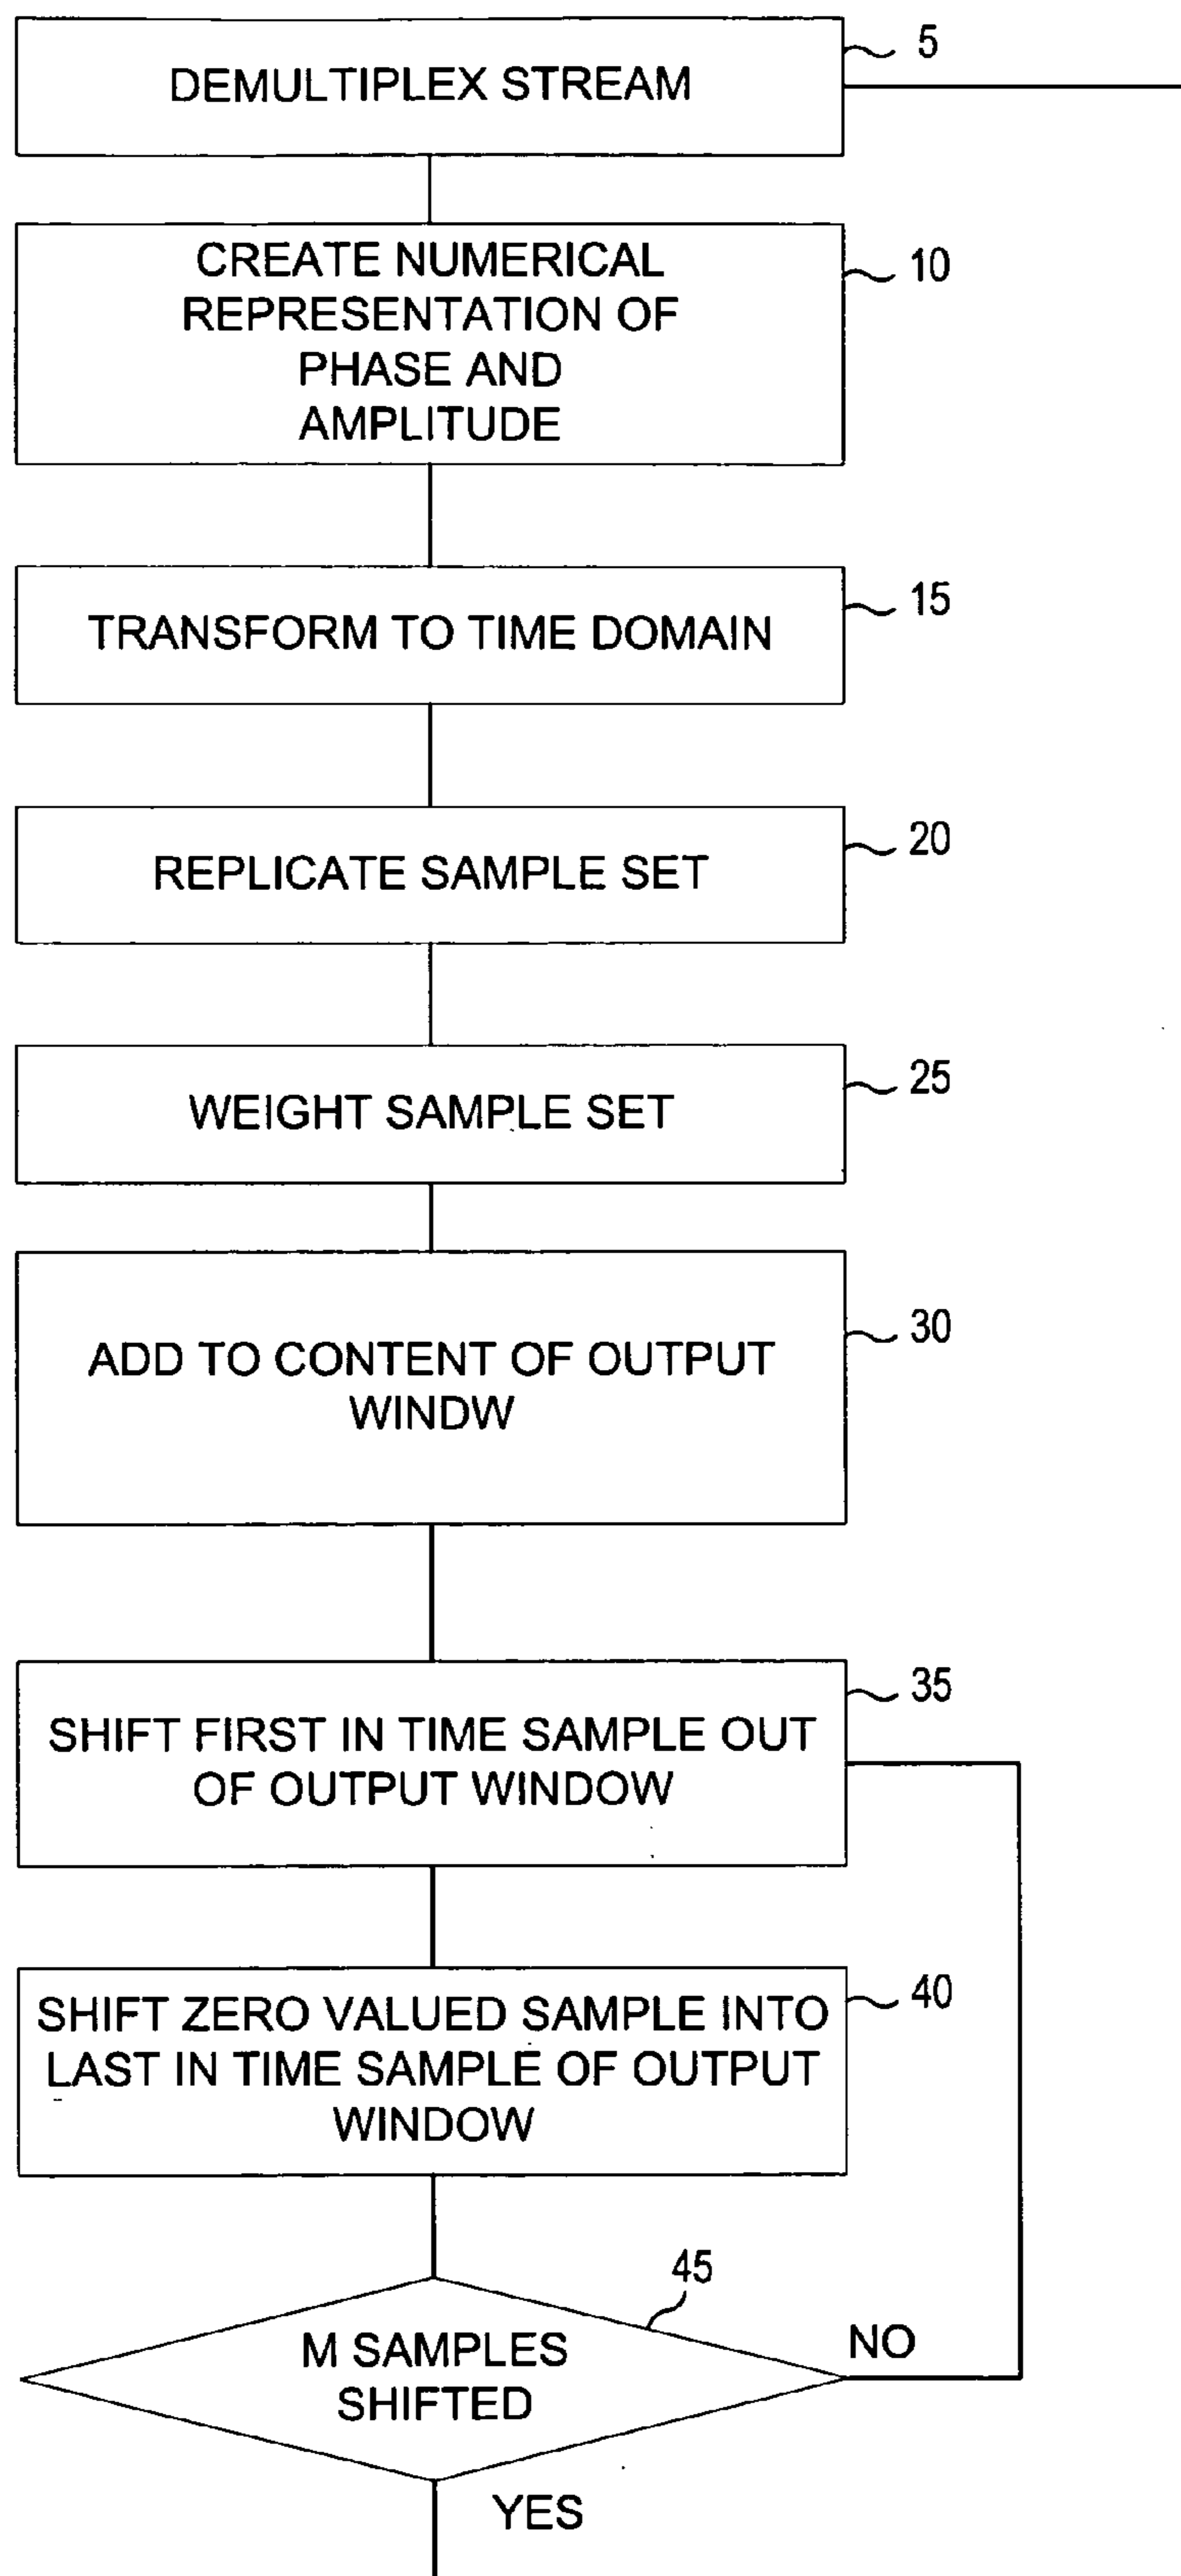 DEMULTIPLEX STREAM
5
CREATE NUMERICAL
REPRESENTATION OF
PHASE AND
AMPLITUDE
10
TRANSFORM TO TIME DOMAIN
15
REPLICATE SAMPLE SET
20
WEIGHT SAMPLE SET
25
ADD TO CONTENT OF OUTPUT
WINDW
30
SHIFT FIRST IN TIME SAMPLE OUT
OF OUTPUT WINDOW
35
SHIFT ZERO VALUED SAMPLE INTO
LAST IN TIME SAMPLE OF OUTPUT
WINDOW
40
45
M SAMPLES
SHIFTED
NO
YES